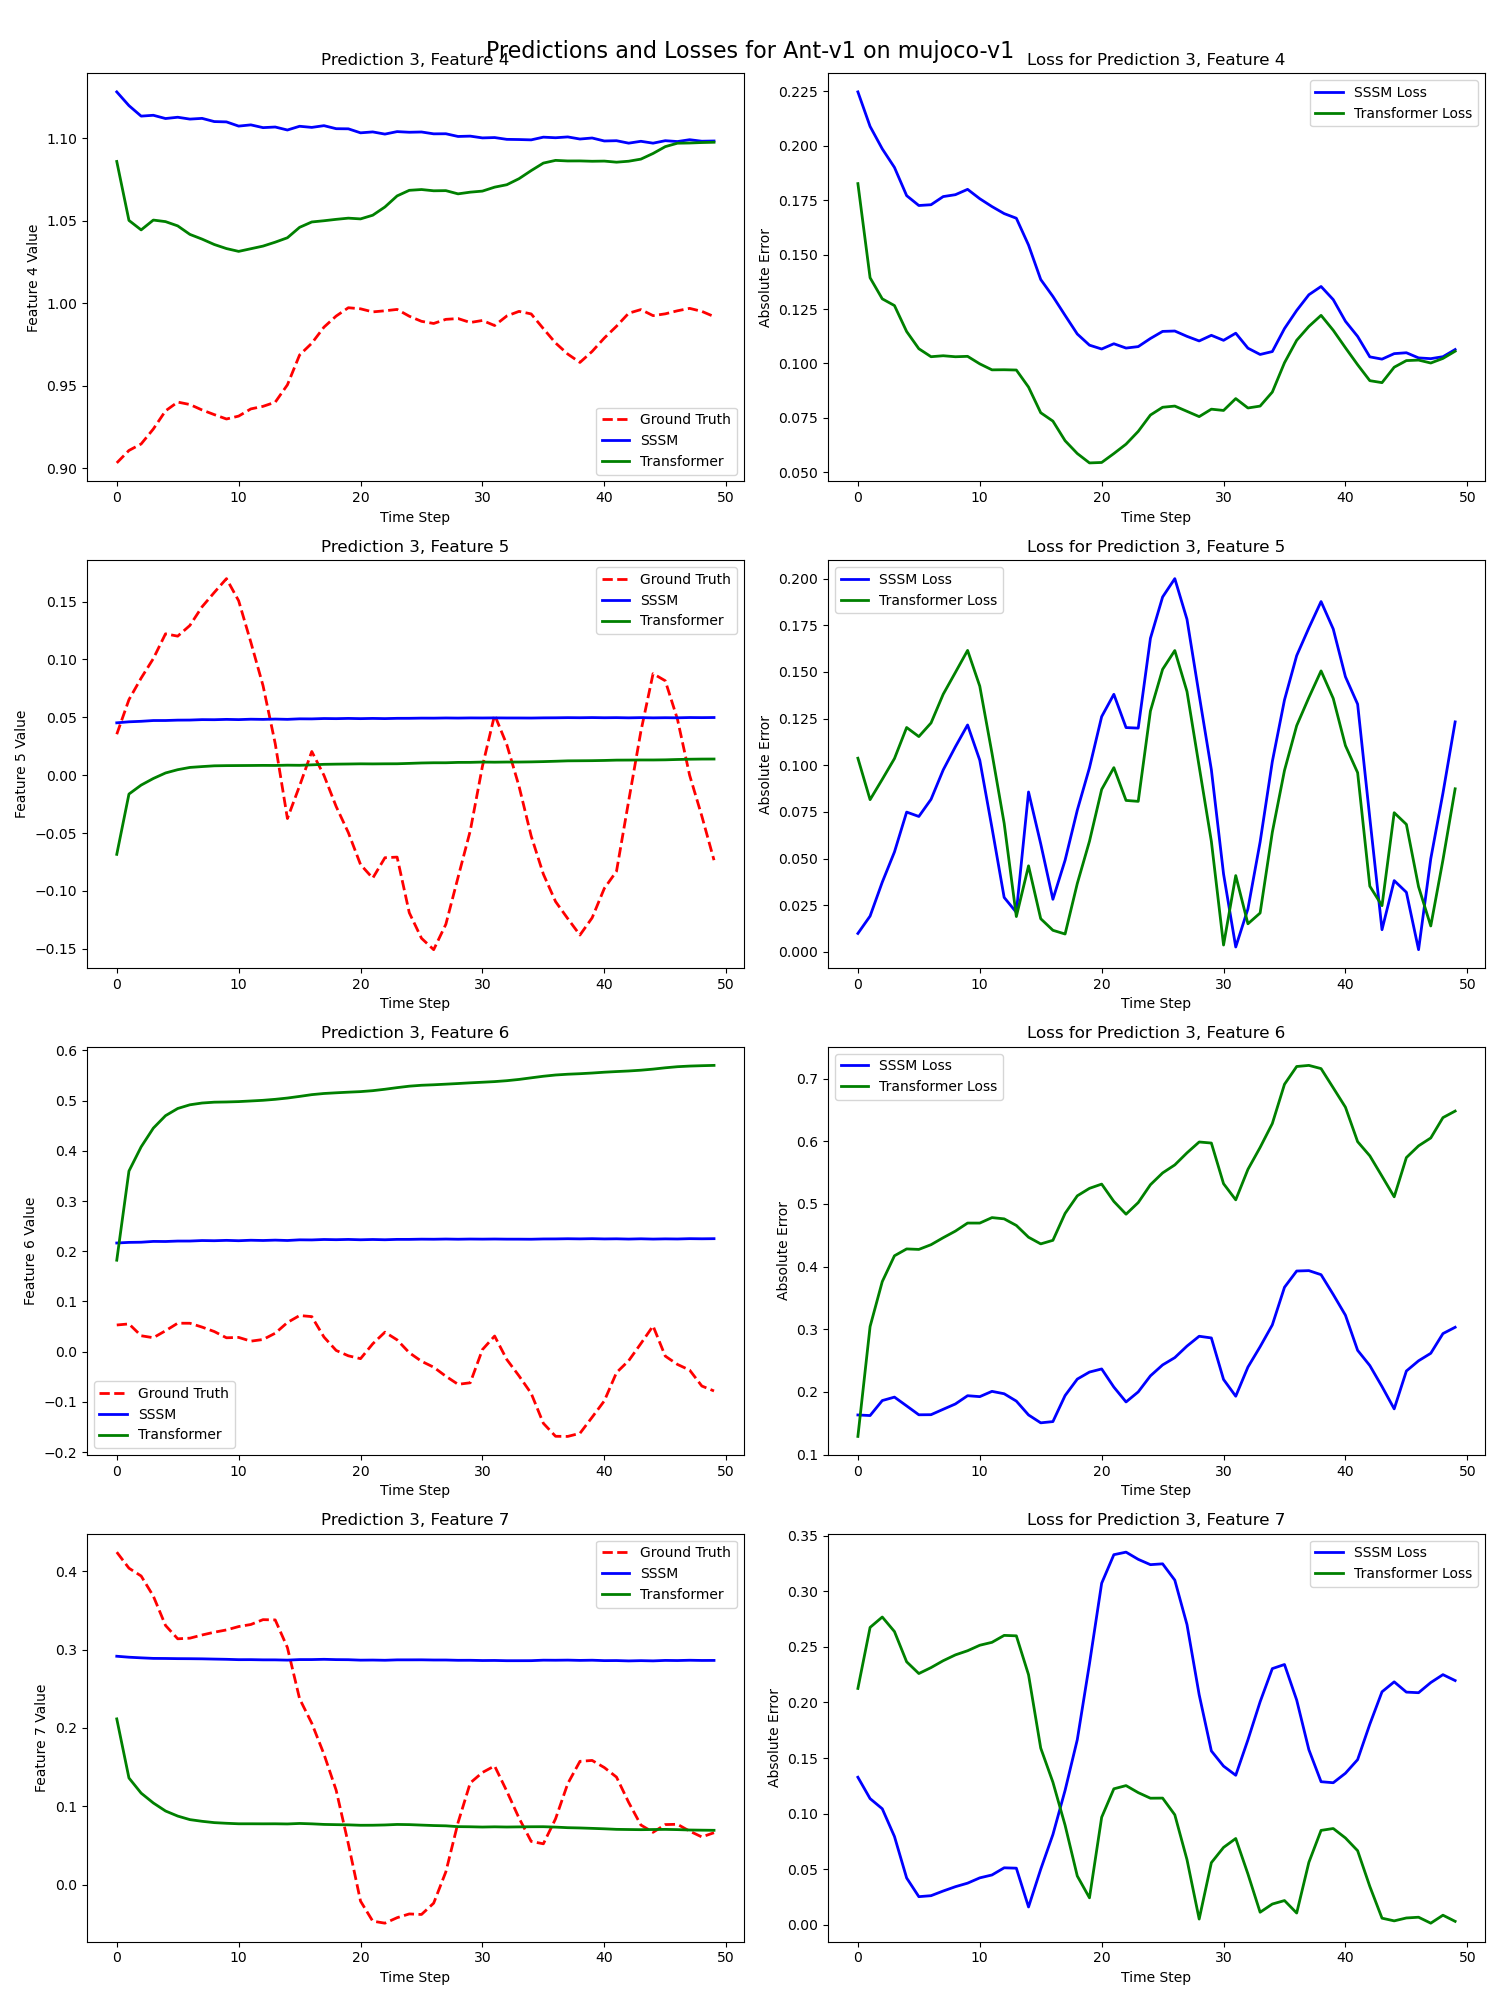 Predictions and Losses for Ant-v1 on mujoco-v1
Prediction 3, Feature 4
Feature 4 Value
1.10
1.05
1.00
0.95
0.90
Ground Truth
SSSM
Transformer
0 10 20 30 40 50
Time Step
Loss for Prediction 3, Feature 4
Absolute Error
0.225
0.200
0.175
0.150
0.125
0.100
0.075
0.050
SSSM Loss
Transformer Loss
0 10 20 30 40 50
Time Step
Prediction 3, Feature 5
Feature 5 Value
0.15
0.10
0.05
0.00
−0.05
−0.10
−0.15
Ground Truth
SSSM
Transformer
0 10 20 30 40 50
Time Step
Loss for Prediction 3, Feature 5
Absolute Error
0.200
0.175
0.150
0.125
0.100
0.075
0.050
0.025
0.000
SSSM Loss
Transformer Loss
0 10 20 30 40 50
Time Step
Prediction 3, Feature 6
Feature 6 Value
0.6
0.5
0.4
0.3
0.2
0.1
0.0
−0.1
−0.2
Ground Truth
SSSM
Transformer
0 10 20 30 40 50
Time Step
Loss for Prediction 3, Feature 6
Absolute Error
0.7
0.6
0.5
0.4
0.3
0.2
0.1
SSSM Loss
Transformer Loss
0 10 20 30 40 50
Time Step
Prediction 3, Feature 7
Feature 7 Value
0.4
0.3
0.2
0.1
0.0
Ground Truth
SSSM
Transformer
0 10 20 30 40 50
Time Step
Loss for Prediction 3, Feature 7
Absolute Error
0.35
0.30
0.25
0.20
0.15
0.10
0.05
0.00
SSSM Loss
Transformer Loss
0 10 20 30 40 50
Time Step